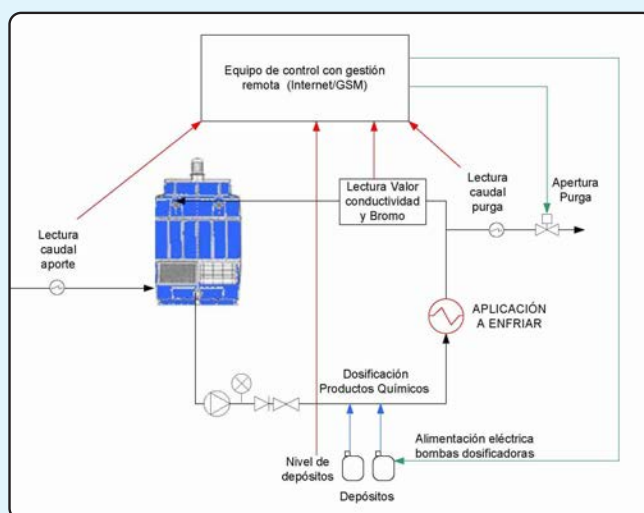 Equipo de control con gestión
remota (Internet/GSM)
Lectura
caudal
aporte
Lectura Valor
conductividad
y Bromo
Lectura
caudal
purga
Apertura
Purga
APLICACIÓN
A ENFRIAR
Dosificación
Productos Químicos
Nivel de
depósitos
Depósitos
Alimentación eléctrica
bombas dosificadoras